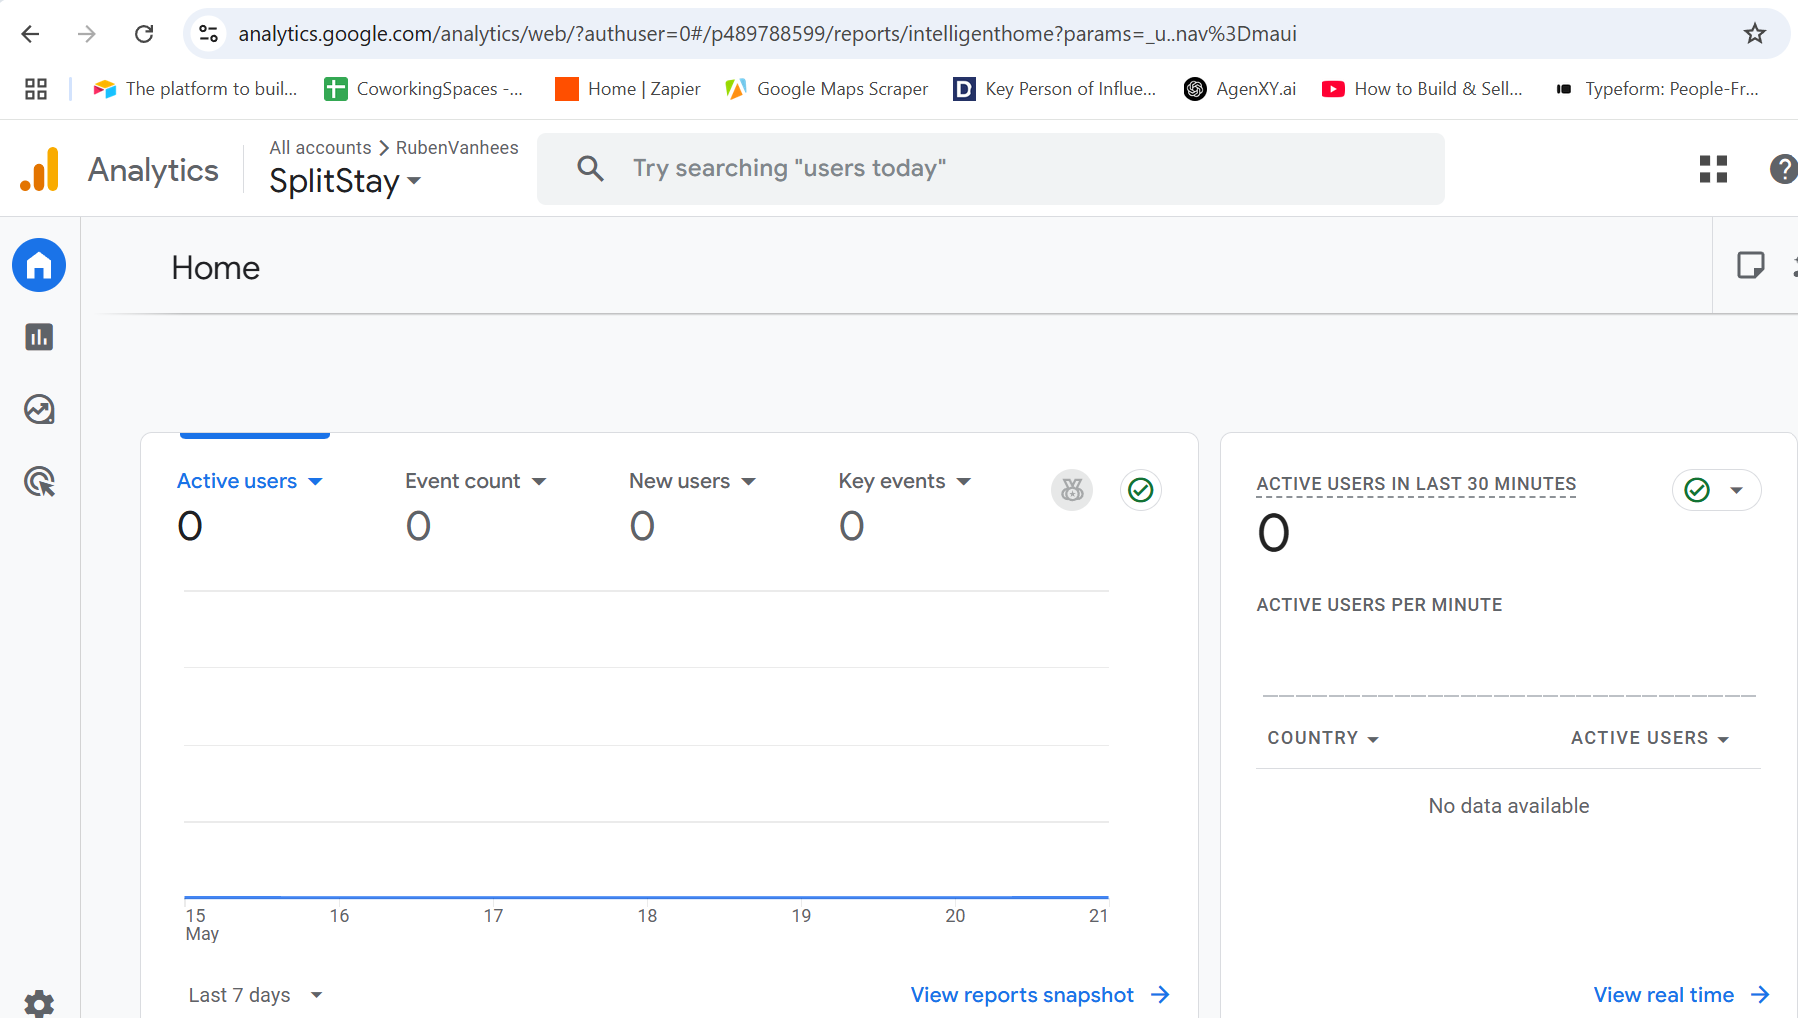 analytics.google.com/analytics/web/?authuser=0#/p489788599/reports/intelligenthome?params=_u..nav%3Dmaui
The platform to buil... CoworkingSpaces -... Home | Zapier Google Maps Scraper Key Person of Influe... AgenXY.ai How to Build & Sell... Typeform: People-Fr...
Analytics
All accounts > RubenVanhees
SplitStay
Try searching "users today"
Home
Active users Event count New users Key events
0 0 0 0
15 16 17 18 19 20 21
May
Last 7 days
View reports snapshot
ACTIVE USERS IN LAST 30 MINUTES
0
ACTIVE USERS PER MINUTE
COUNTRY ACTIVE USERS
No data available
View real time